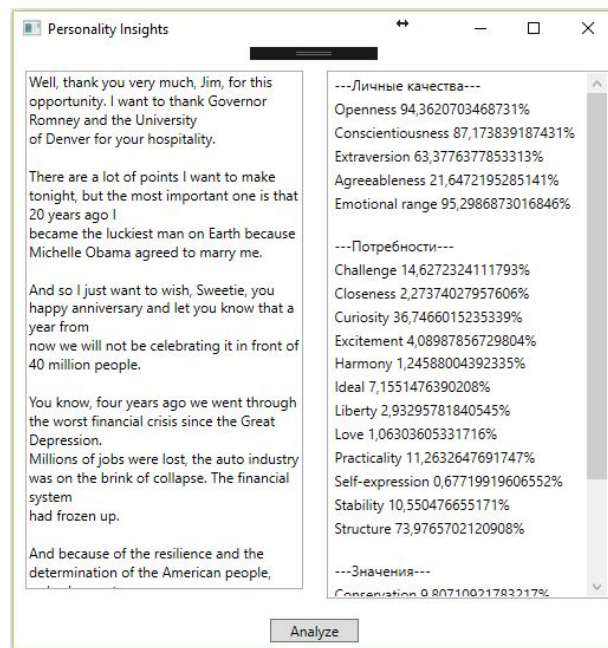 Personality Insights
Well, thank you very much, Jim, for this
opportunity. I want to thank Governor
Romney and the University
of Denver for your hospitality.
There are a lot of points I want to make
tonight, but the most important one is that
20 years ago I
became the luckiest man on Earth because
Michelle Obama agreed to marry me.
And so I just want to wish, Sweetie, you
happy anniversary and let you know that a
year from
now we will not be celebrating it in front of
40 million people.
You know, four years ago we went through
the worst financial crisis since the Great
Depression.
Millions of jobs were lost, the auto industry
was on the brink of collapse. The financial
system
had frozen up.
And because of the resilience and the
determination of the American people,
---Личные качества---
Openness 94,3620703468731%
Conscientiousness 87,173839187431%
Extraversion 63,3776377853313%
Agreeableness 21,6472195285141%
Emotional range 95,2986873016846%
---Потребности---
Challenge 14,6272324111793%
Closeness 2,27374027957606%
Curiosity 36,7466015235339%
Excitement 4,08987856729804%
Harmony 1,24588004392335%
Ideal 7,1551476390208%
Liberty 2,93295781840545%
Love 1,06303605331716%
Practicality 11,2632647691747%
Self-expression 0,67719919606552%
Stability 10,550476655171%
Structure 73,9765702120908%
---Значения---
Conservation 9,80710921783217%
Analyze